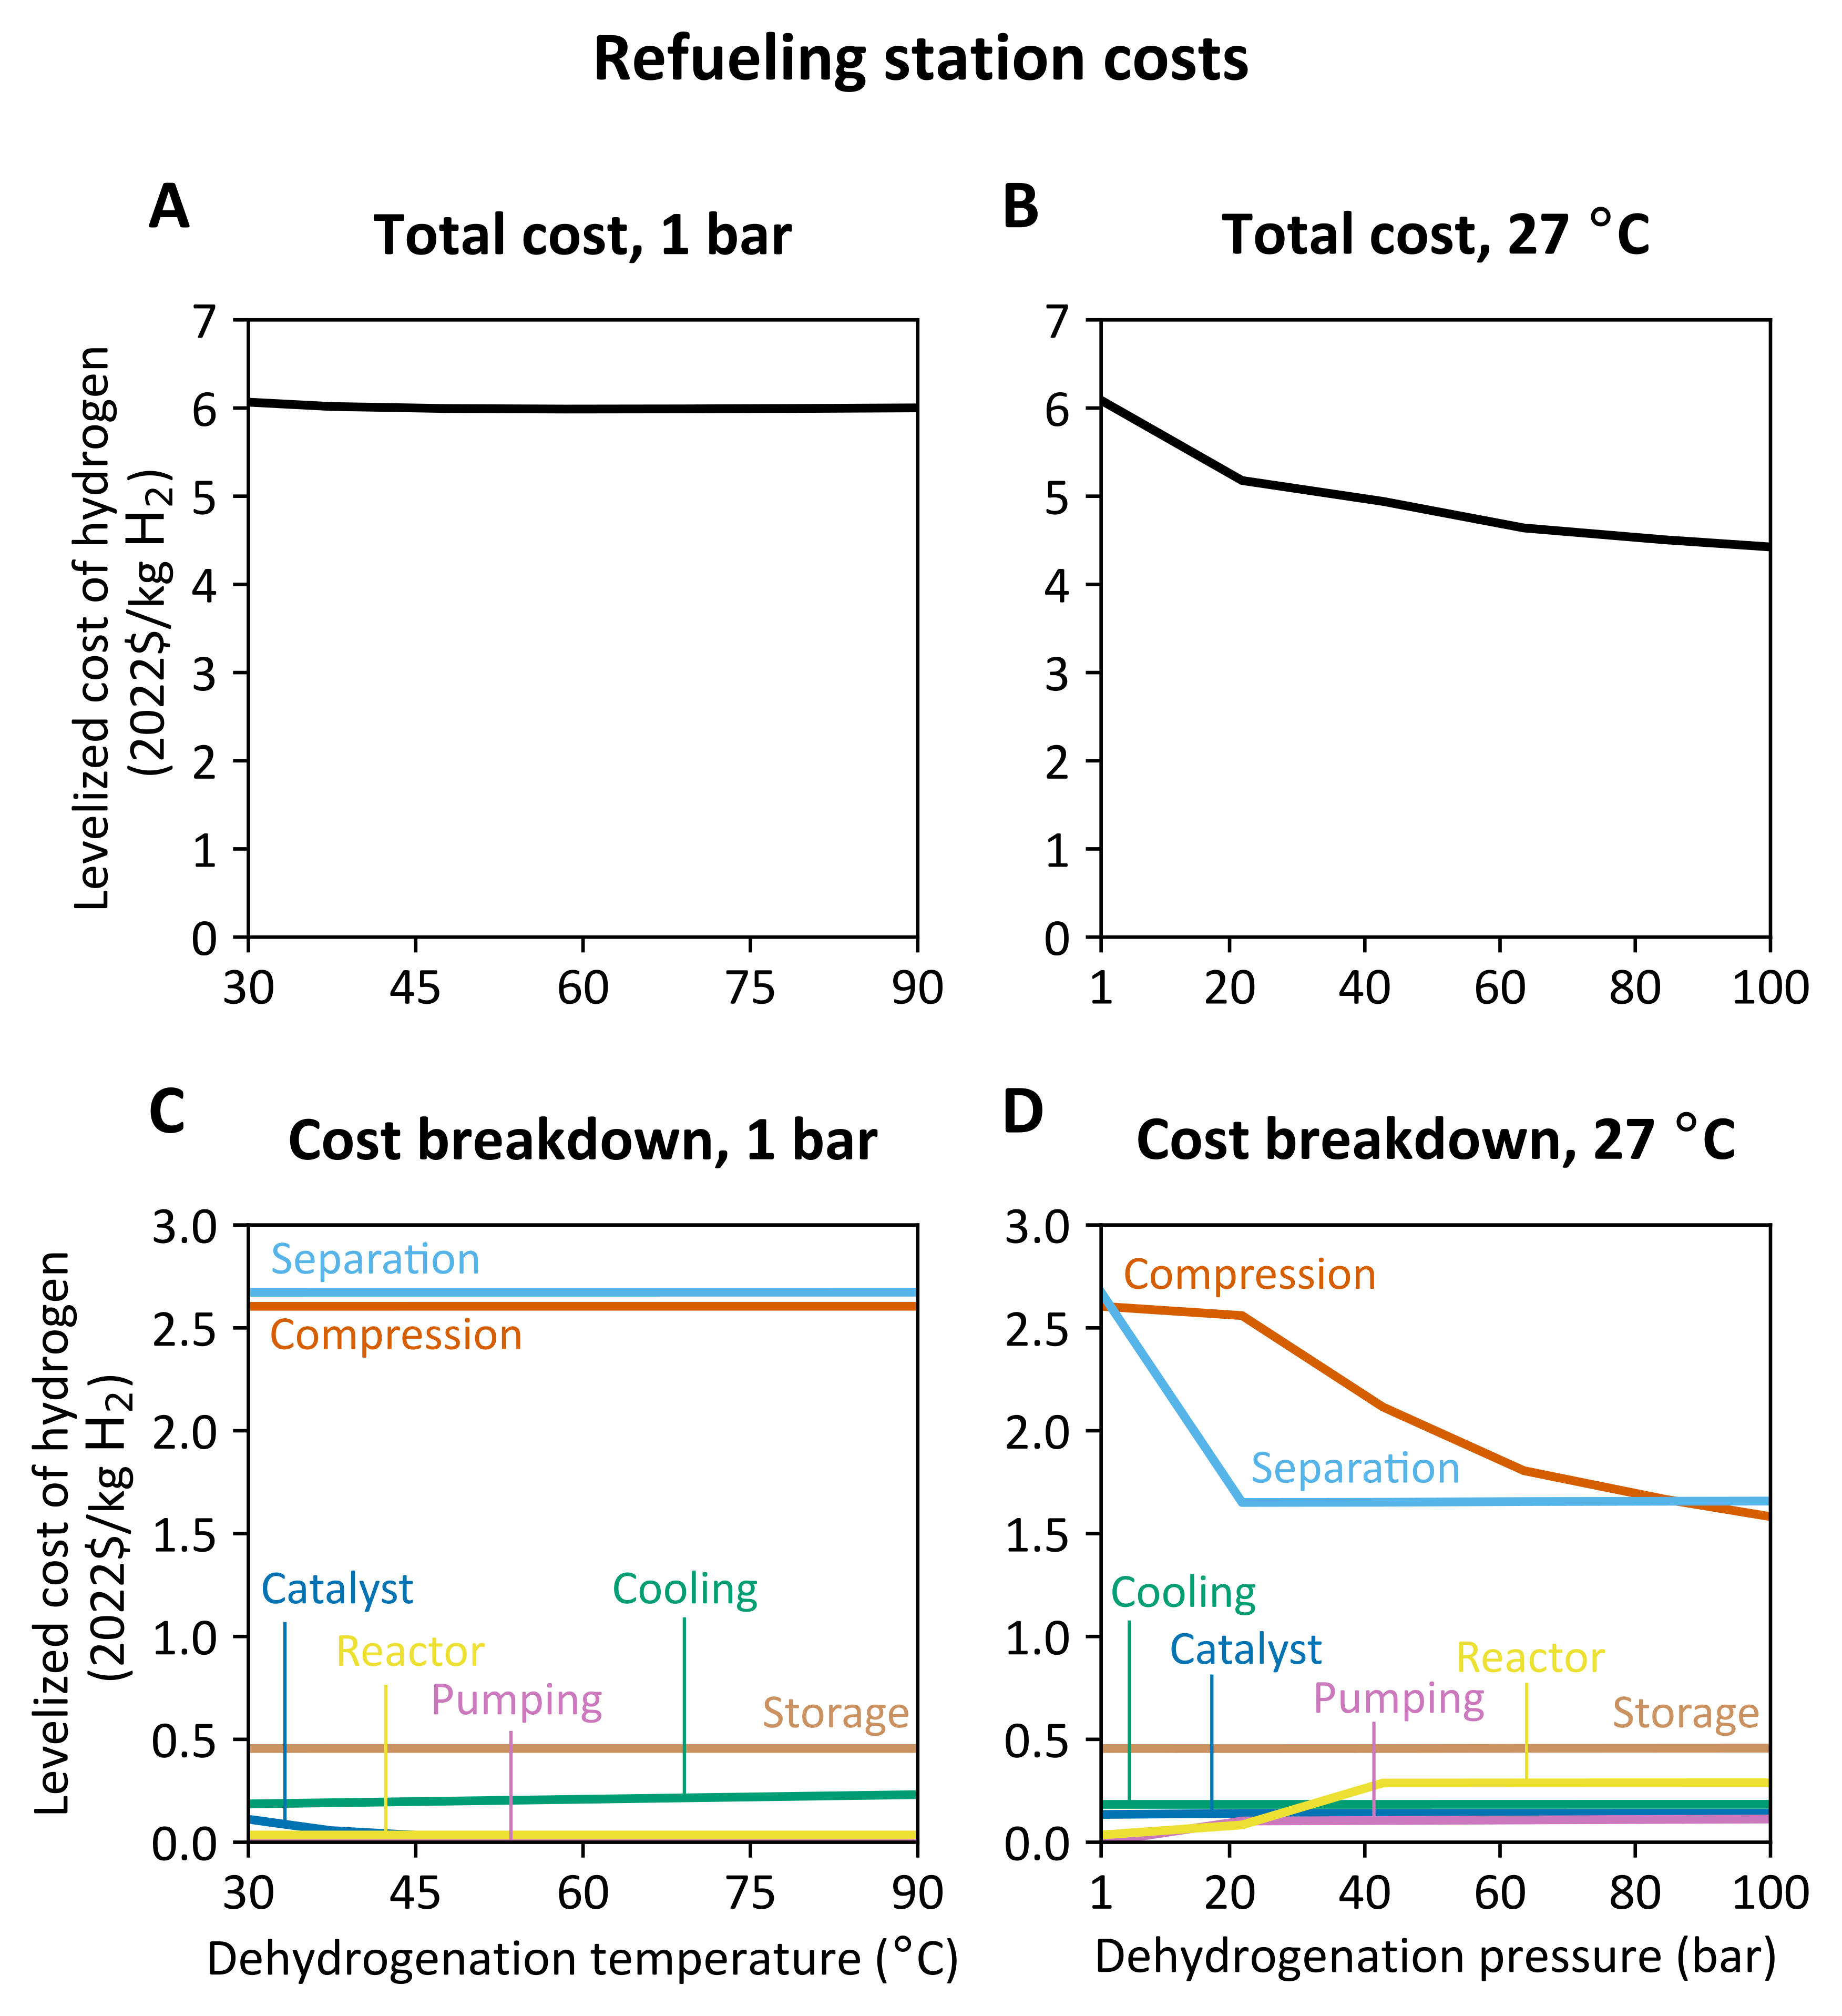 Refueling station costs
A
Total cost, 1 bar
Levelized cost of hydrogen
(2022$/kg H₂)
7
6
5
4
3
2
1
0
30 45 60 75 90
B
Total cost, 27 °C
7
6
5
4
3
2
1
0
1 20 40 60 80 100
C
Cost breakdown, 1 bar
Levelized cost of hydrogen
(2022$/kg H₂)
3.0
2.5
2.0
1.5
1.0
0.5
0.0
Separation
Compression
Catalyst
Cooling
Reactor
Pumping
Storage
30 45 60 75 90
Dehydrogenation temperature (°C)
D
Cost breakdown, 27 °C
3.0
2.5
2.0
1.5
1.0
0.5
0.0
Compression
Separation
Cooling
Catalyst
Reactor
Pumping
Storage
1 20 40 60 80 100
Dehydrogenation pressure (bar)